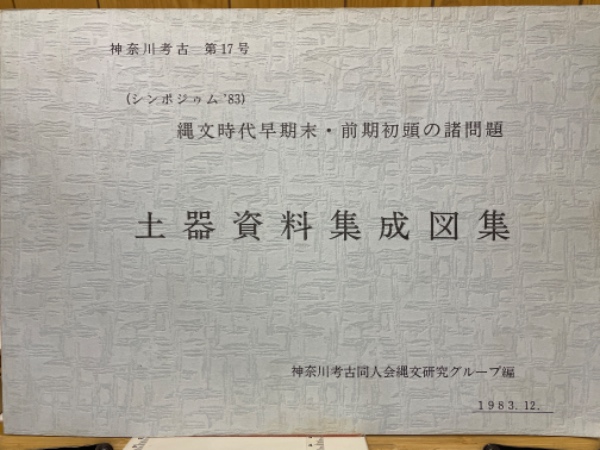 神奈川考古 第17号
(シンポジゥム '83)
縄文時代早期末・前期初頭の諸問題
土器資料集成図集
神奈川考古同人会縄文研究グループ編
1983.12.